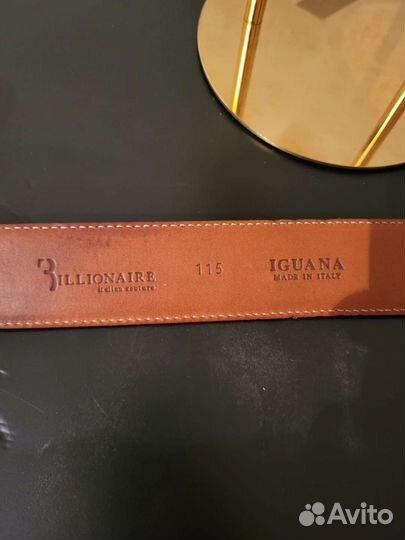 BILLIONAIRE
italian couture
115
IGUANA
MADE IN ITALY
Avito